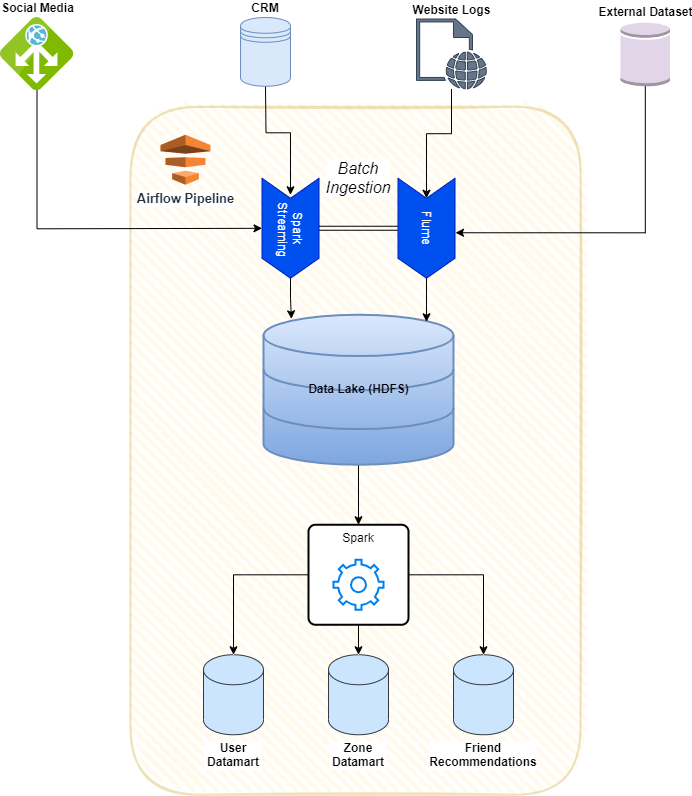 Social Media
CRM
Website Logs
External Dataset
Airflow Pipeline
Batch
Ingestion
Spark
Streaming
Flume
Data Lake (HDFS)
Spark
User
Datamart
Zone
Datamart
Friend
Recommendations